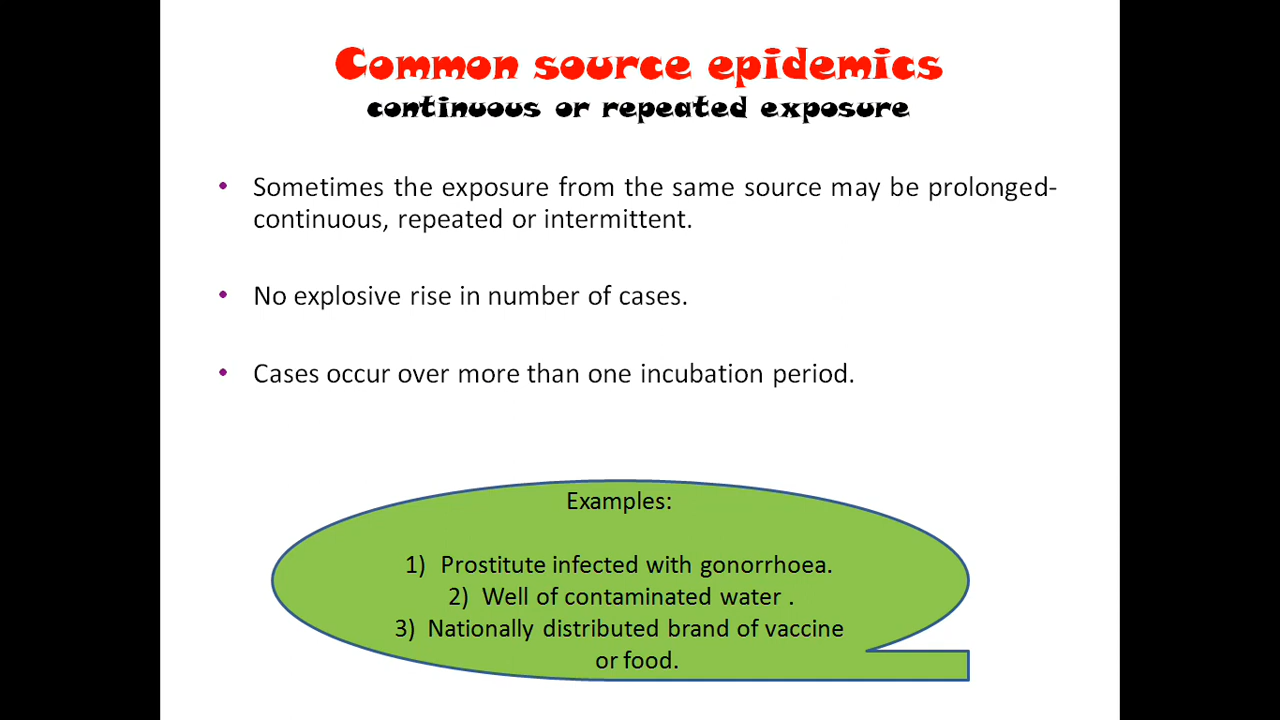 Common source epidemics
continuous or repeated exposure
• Sometimes the exposure from the same source may be prolonged-
continuous, repeated or intermittent.
• No explosive rise in number of cases.
• Cases occur over more than one incubation period.
Examples:
1) Prostitute infected with gonorrhoea.
2) Well of contaminated water .
3) Nationally distributed brand of vaccine
or food.